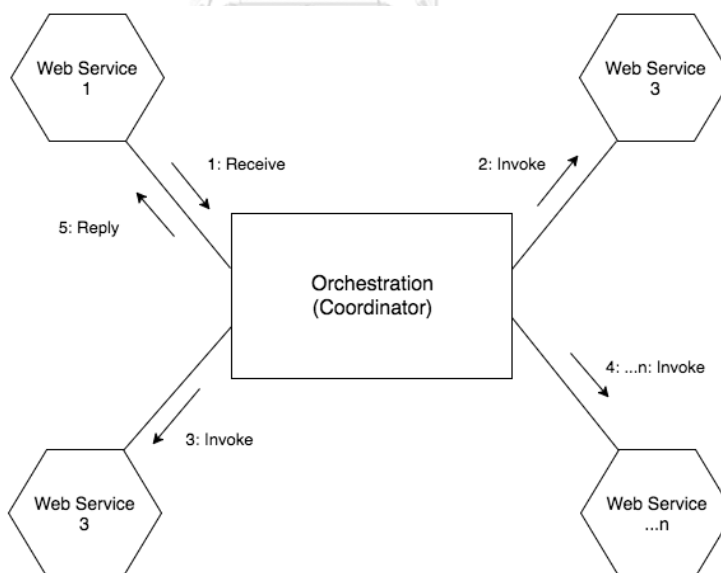 Web Service
1
Web Service
3
1: Receive
2: Invoke
5: Reply
Orchestration
(Coordinator)
4: ...n: Invoke
3: Invoke
Web Service
3
Web Service
...n